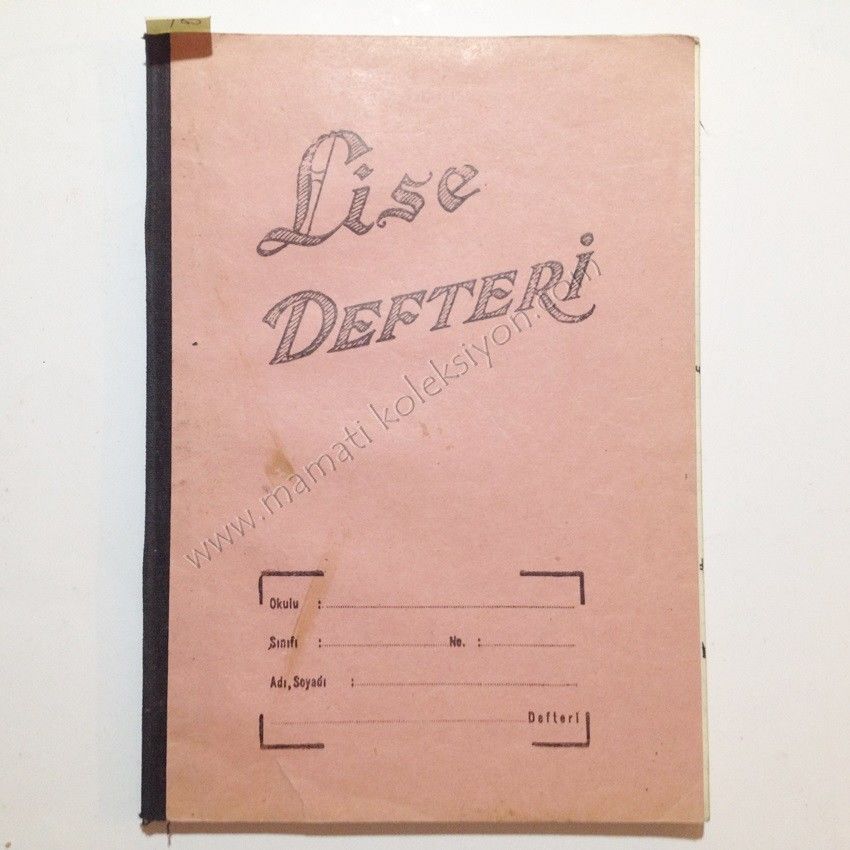 Lise
DEFTERİ
www.mamati koleksiyon.com
Okulu :
Sınıfı : No. :
Adı, Soyadı :
Defteri